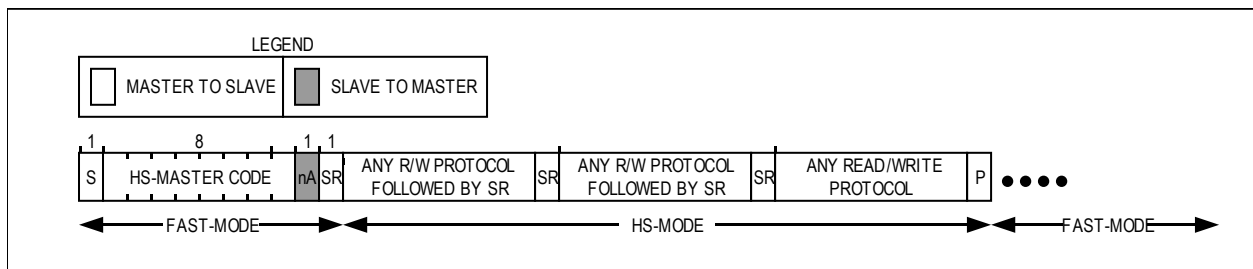 LEGEND
MASTER TO SLAVE SLAVE TO MASTER
1 8 1 1
S HS-MASTER CODE nA SR ANY R/W PROTOCOL FOLLOWED BY SR SR ANY R/W PROTOCOL FOLLOWED BY SR SR ANY READ/WRITE PROTOCOL P
FAST-MODE HS-MODE FAST-MODE